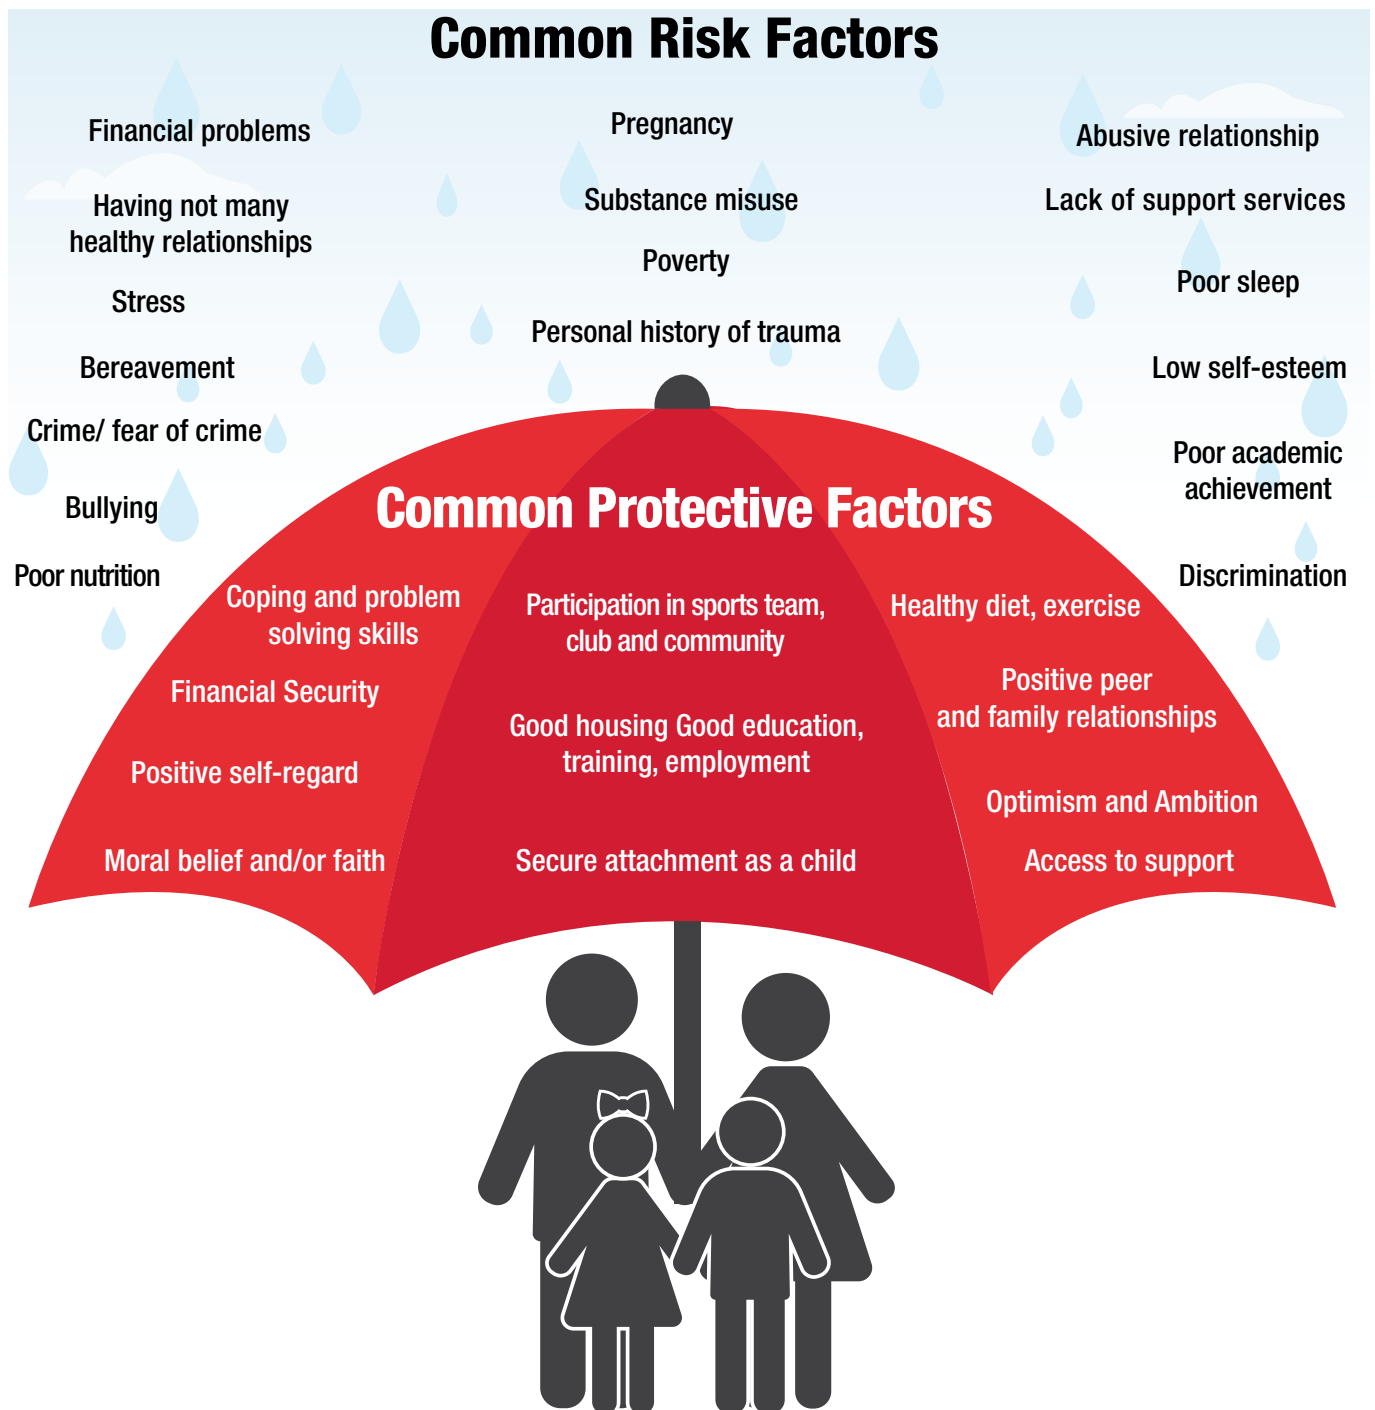 Common Risk Factors
Financial problems
Having not many
healthy relationships
Stress
Bereavement
Crime/ fear of crime
Bullying
Poor nutrition
Pregnancy
Substance misuse
Poverty
Personal history of trauma
Abusive relationship
Lack of support services
Poor sleep
Low self-esteem
Poor academic
achievement
Discrimination
Common Protective Factors
Coping and problem
solving skills
Financial Security
Positive self-regard
Moral belief and/or faith
Participation in sports team,
club and community
Good housing Good education,
training, employment
Secure attachment as a child
Healthy diet, exercise
Positive peer
and family relationships
Optimism and Ambition
Access to support